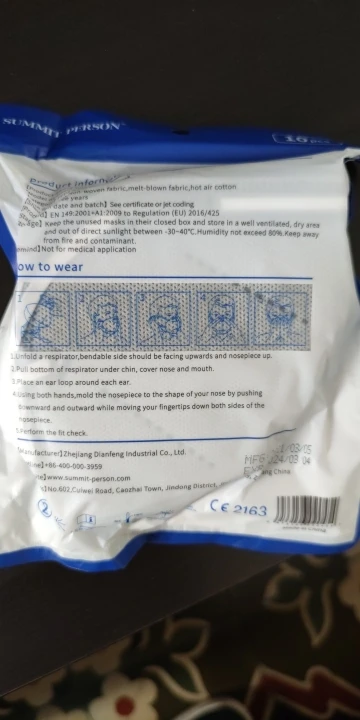 SUMMIT PERSON
Product
woven fabric,melt-blown fabric,hot air cotton
years
date and batch] See certificate or jet coding
EN 149:2001+A1:2009 to Regulation (EU) 2016/425
Keep the unused masks in their closed box and store in a well ventilated, dry area
and out of direct sunlight between -30~40℃.Humidity not exceed 80%.Keep away
from fire and contaminant.
Not for medical application
ow to wear
1 2 3 4
1.Unfold a respirator,bendable side should be facing upwards and nosepiece up.
2.Pull bottom of respirator under chin, cover nose and mouth.
3.Place an ear loop around each ear.
4.Using both hands,mold the nosepiece to the shape of your nose by pushing
downward and outward while moving your fingertips down both sides of the
nosepiece.
5.Perform the fit check.
Manufacturer]Zhejiang Dianfeng Industrial Co., Ltd.
+86-400-000-3959
www.summit-person.com
No.602,Cuiwei Road, Caozhai Town, Jindong District,
China
MFG
2
CE 2163